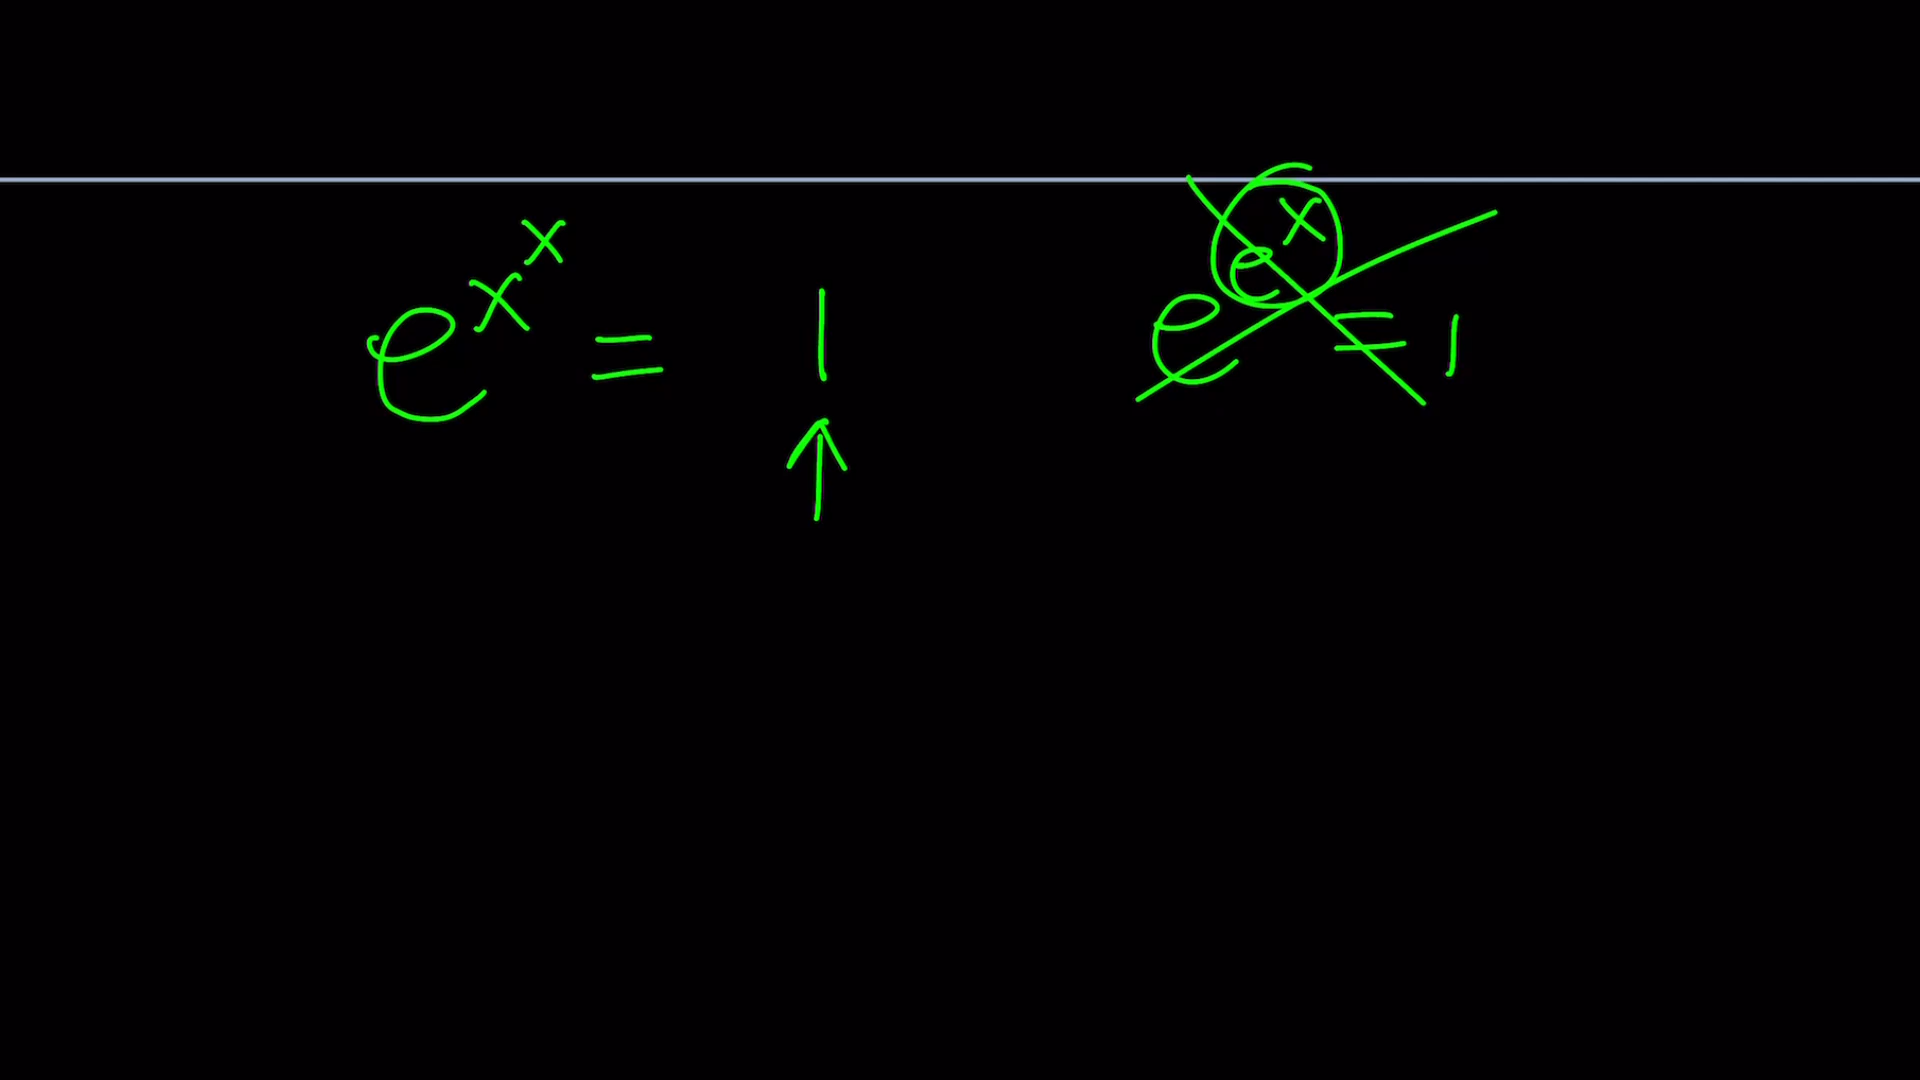 e^{x^x} = 1
e^{e^x} = 1